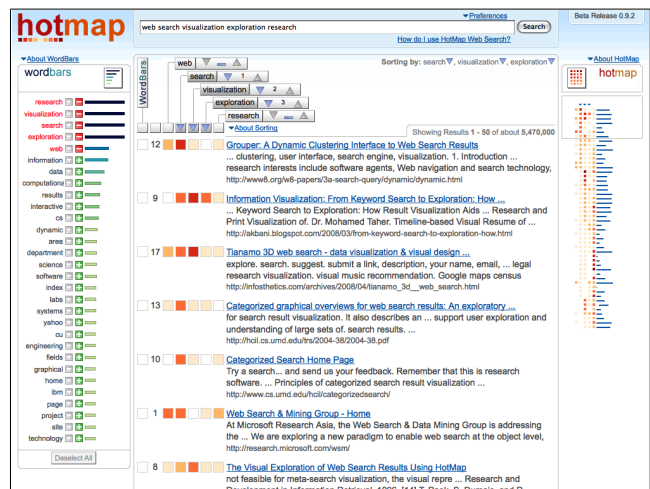 hotmap
▼Preferences
Beta Release 0.9.2
web search visualization exploration research
Search
How do I use HotMap Web Search?
▼About WordBars
wordbars
research
visualization
search
exploration
web
information
data
computationa
results
interactive
cs
dynamic
area
department
science
software
index
labs
systems
yahoo
cu
engineering
fields
graphical
home
ibm
page
project
site
technology
Deselect All
WordBars
web
search 1
visualization 2
exploration 3
research
Sorting by: search▼, visualization▼, exploration▼
▼About Sorting
Showing Results 1 - 50 of about 5,470,000
12 Grouper: A Dynamic Clustering Interface to Web Search Results
... clustering, user interface, search engine, visualization. 1. Introduction ...
research interests include software agents, Web navigation and search technology,
http://www8.org/w8-papers/3a-search-query/dynamic/dynamic.html
9 Information Visualization: From Keyword Search to Exploration: How ...
... Keyword Search to Exploration: How Result Visualization Aids ... Research and
Print Visualization of. Dr. Mohamed Taher. Timeline-based Visual Resume of ...
http://akbani.blogspot.com/2008/03/from-keyword-search-to-exploration-how.html
17 Tianamo 3D web search - data visualization & visual design ...
explore. search. suggest. submit a link, description, your name, email, ... legal
research visualization. visual music recommendation. Google maps census
http://infosthetics.com/archives/2008/04/tianamo_3d__web_search.html
13 Categorized graphical overviews for web search results: An exploratory ...
for search result visualization. It also describes an ... support user exploration and
understanding of large sets of. search results. ...
http://hcil.cs.umd.edu/trs/2004-38/2004-38.pdf
10 Categorized Search Home Page
Try a search... and send us your feedback. Remember that this is research
software. ... Principles of categorized search result visualization ...
http://www.cs.umd.edu/hcil/categorizedsearch/
1 Web Search & Mining Group - Home
At Microsoft Research Asia, the Web Search & Data Mining Group is addressing
the ... We are exploring a new paradigm to enable web search at the object level,
http://research.microsoft.com/wsm/
8 The Visual Exploration of Web Search Results Using HotMap
not feasible for meta-search visualization, the visual repre ... Research and
Development in Information Retrieval, 1996. [14] T. Rock, S. Dumais, and R.
▼About HotMap
hotmap